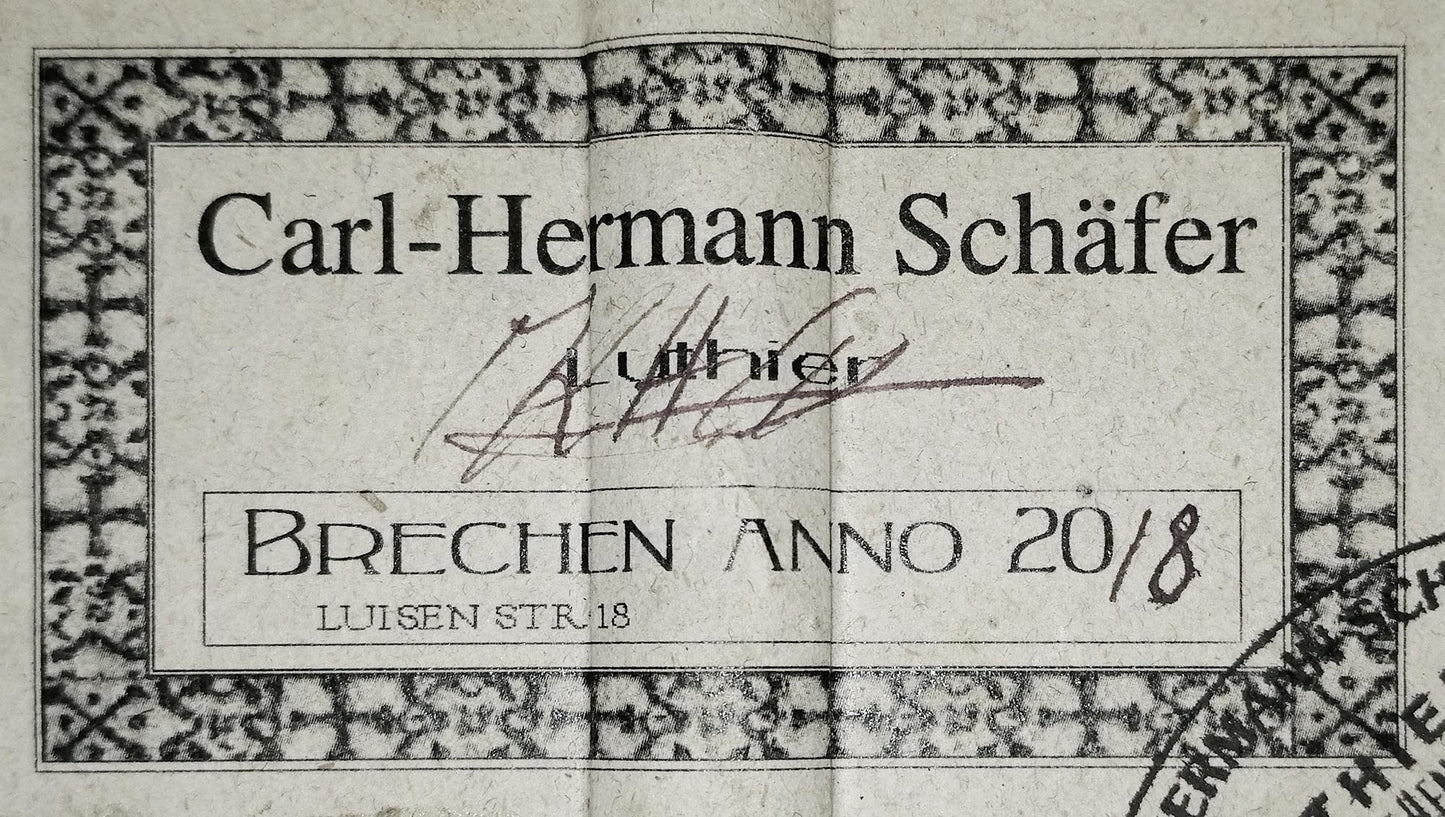 Carl-Hermann Schäfer
Luthier
BRECHEN ANNO 2018
LUISEN STR. 18